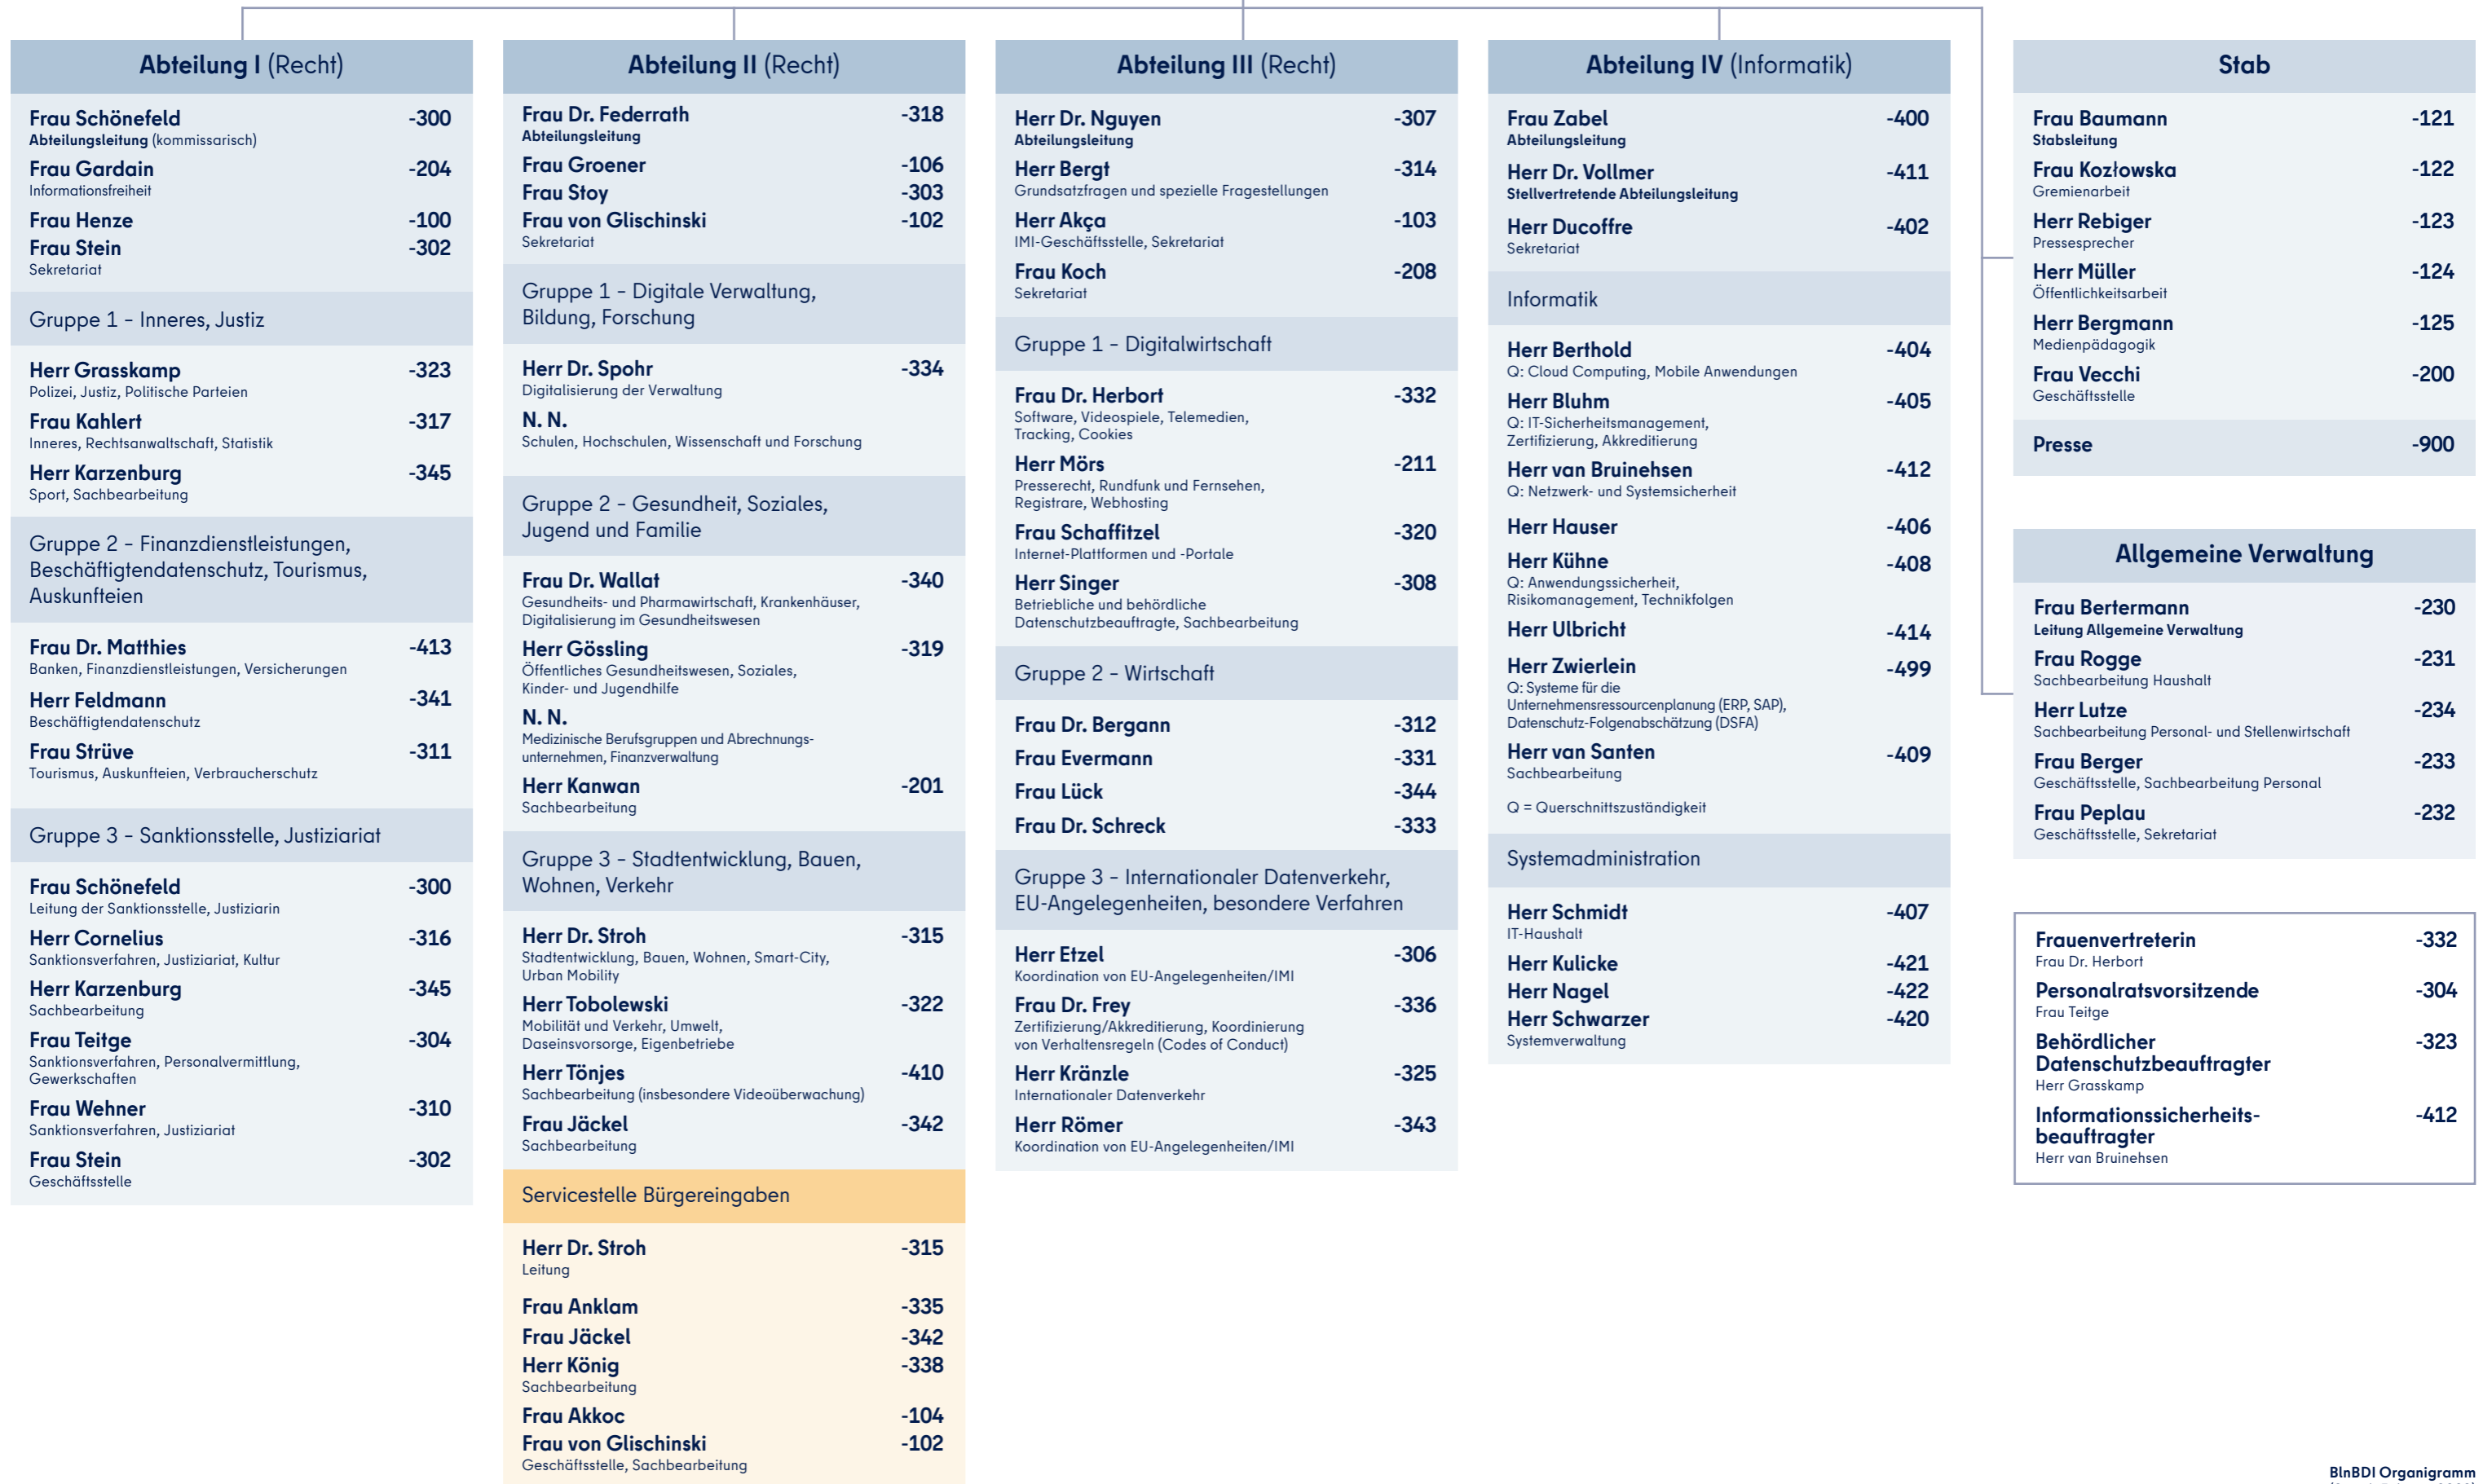 Abteilung I (Recht)
Frau Schönefeld -300
Abteilungsleitung (kommissarisch)
Frau Gardain -204
Informationsfreiheit
Frau Henze -100
Frau Stein -302
Sekretariat
Gruppe 1 – Inneres, Justiz
Herr Grasskamp -323
Polizei, Justiz, Politische Parteien
Frau Kahlert -317
Inneres, Rechtsanwaltschaft, Statistik
Herr Karzenburg -345
Sport, Sachbearbeitung
Gruppe 2 – Finanzdienstleistungen,
Beschäftigtendatenschutz, Tourismus,
Auskunfteien
Frau Dr. Matthies -413
Banken, Finanzdienstleistungen, Versicherungen
Herr Feldmann -341
Beschäftigtendatenschutz
Frau Strüve -311
Tourismus, Auskunfteien, Verbraucherschutz
Gruppe 3 – Sanktionsstelle, Justiziariat
Frau Schönefeld -300
Leitung der Sanktionsstelle, Justiziarin
Herr Cornelius -316
Sanktionsverfahren, Justiziariat, Kultur
Herr Karzenburg -345
Sachbearbeitung
Frau Teitge -304
Sanktionsverfahren, Personalvermittlung,
Gewerkschaften
Frau Wehner -310
Sanktionsverfahren, Justiziariat
Frau Stein -302
Geschäftsstelle
Abteilung II (Recht)
Frau Dr. Federrath -318
Abteilungsleitung
Frau Groener -106
Frau Stoy -303
Frau von Glischinski -102
Sekretariat
Gruppe 1 – Digitale Verwaltung,
Bildung, Forschung
Herr Dr. Spohr -334
Digitalisierung der Verwaltung
N. N.
Schulen, Hochschulen, Wissenschaft und Forschung
Gruppe 2 – Gesundheit, Soziales,
Jugend und Familie
Frau Dr. Wallat -340
Gesundheits- und Pharmawirtschaft, Krankenhäuser,
Digitalisierung im Gesundheitswesen
Herr Gössling -319
Öffentliches Gesundheitswesen, Soziales,
Kinder- und Jugendhilfe
N. N.
Medizinische Berufsgruppen und Abrechnungs-
unternehmen, Finanzverwaltung
Herr Kanwan -201
Sachbearbeitung
Gruppe 3 – Stadtentwicklung, Bauen,
Wohnen, Verkehr
Herr Dr. Stroh -315
Stadtentwicklung, Bauen, Wohnen, Smart-City,
Urban Mobility
Herr Tobolewski -322
Mobilität und Verkehr, Umwelt,
Daseinsvorsorge, Eigenbetriebe
Herr Tönjes -410
Sachbearbeitung (insbesondere Videoüberwachung)
Frau Jäckel -342
Sachbearbeitung
Servicestelle Bürgereingaben
Herr Dr. Stroh -315
Leitung
Frau Anklam -335
Frau Jäckel -342
Herr König -338
Sachbearbeitung
Frau Akkoc -104
Frau von Glischinski -102
Geschäftsstelle, Sachbearbeitung
Abteilung III (Recht)
Herr Dr. Nguyen -307
Abteilungsleitung
Herr Bergt -314
Grundsatzfragen und spezielle Fragestellungen
Herr Akça -103
IMI-Geschäftsstelle, Sekretariat
Frau Koch -208
Sekretariat
Gruppe 1 – Digitalwirtschaft
Frau Dr. Herbort -332
Software, Videospiele, Telemedien,
Tracking, Cookies
Herr Mörs -211
Presserecht, Rundfunk und Fernsehen,
Registrare, Webhosting
Frau Schaffitzel -320
Internet-Plattformen und -Portale
Herr Singer -308
Betriebliche und behördliche
Datenschutzbeauftragte, Sachbearbeitung
Gruppe 2 – Wirtschaft
Frau Dr. Bergann -312
Frau Evermann -331
Frau Lück -344
Frau Dr. Schreck -333
Gruppe 3 – Internationaler Datenverkehr,
EU-Angelegenheiten, besondere Verfahren
Herr Etzel -306
Koordination von EU-Angelegenheiten/IMI
Frau Dr. Frey -336
Zertifizierung/Akkreditierung, Koordinierung
von Verhaltensregeln (Codes of Conduct)
Herr Kränzle -325
Internationaler Datenverkehr
Herr Römer -343
Koordination von EU-Angelegenheiten/IMI
Abteilung IV (Informatik)
Frau Zabel -400
Abteilungsleitung
Herr Dr. Vollmer -411
Stellvertretende Abteilungsleitung
Herr Ducoffre -402
Sekretariat
Informatik
Herr Berthold -404
Q: Cloud Computing, Mobile Anwendungen
Herr Bluhm -405
Q: IT-Sicherheitsmanagement,
Zertifizierung, Akkreditierung
Herr van Bruinehsen -412
Q: Netzwerk- und Systemsicherheit
Herr Hauser -406
Herr Kühne -408
Q: Anwendungssicherheit,
Risikomanagement, Technikfolgen
Herr Ulbricht -414
Herr Zwierlein -499
Q: Systeme für die
Unternehmensressourcenplanung (ERP, SAP),
Datenschutz-Folgenabschätzung (DSFA)
Herr van Santen -409
Sachbearbeitung
Q = Querschnittszuständigkeit
Systemadministration
Herr Schmidt -407
IT-Haushalt
Herr Kulicke -421
Herr Nagel -422
Herr Schwarzer -420
Systemverwaltung
Stab
Frau Baumann -121
Stabsleitung
Frau Kozłowska -122
Gremienarbeit
Herr Rebiger -123
Pressesprecher
Herr Müller -124
Öffentlichkeitsarbeit
Herr Bergmann -125
Medienpädagogik
Frau Vecchi -200
Geschäftsstelle
Presse -900
Allgemeine Verwaltung
Frau Bertermann -230
Leitung Allgemeine Verwaltung
Frau Rogge -231
Sachbearbeitung Haushalt
Herr Lutze -234
Sachbearbeitung Personal- und Stellenwirtschaft
Frau Berger -233
Geschäftsstelle, Sachbearbeitung Personal
Frau Peplau -232
Geschäftsstelle, Sekretariat
Frauenvertreterin -332
Frau Dr. Herbort
Personalratsvorsitzende -304
Frau Teitge
Behördlicher -323
Datenschutzbeauftragter
Herr Grasskamp
Informationssicherheits- -412
beauftragter
Herr van Bruinehsen
BlnBDI Organigramm